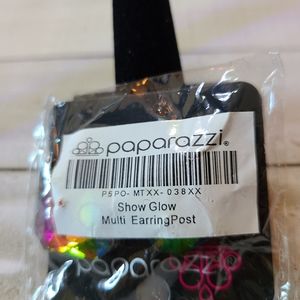 paparazzi®
P5PO-MTXX-038XX
Show Glow
Multi EarringPost
paparazzi